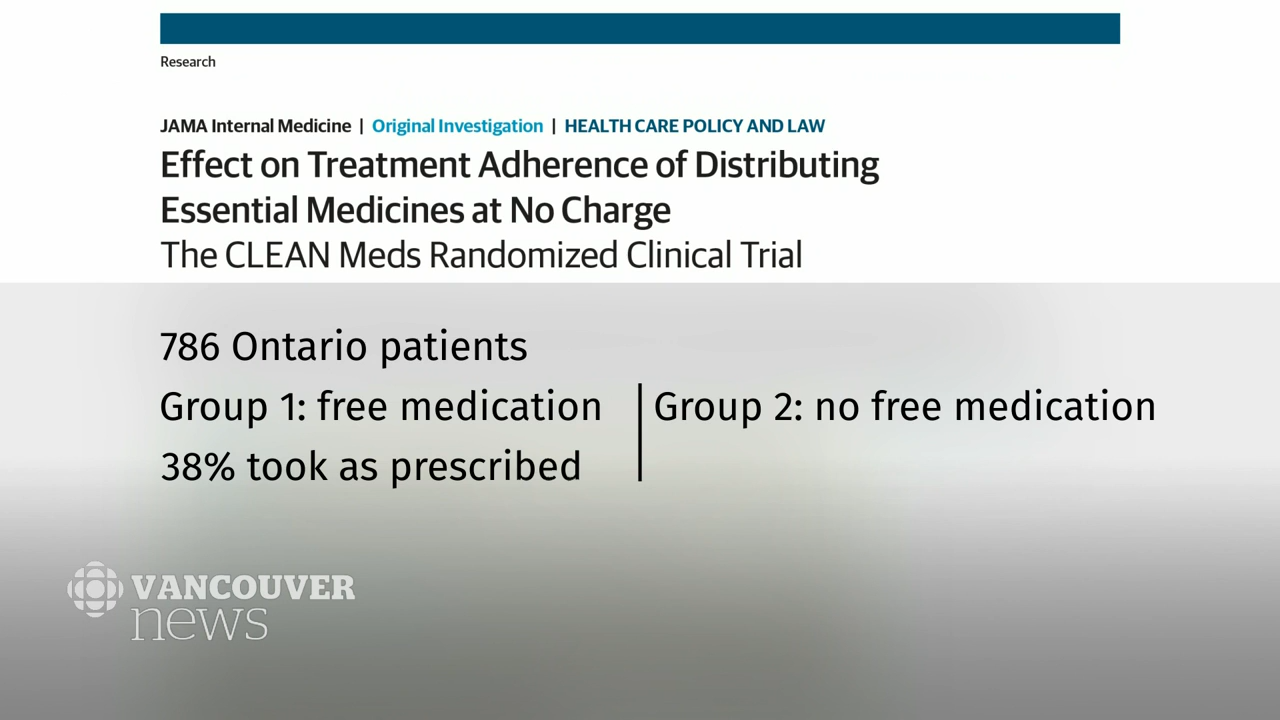 Research
JAMA Internal Medicine | Original Investigation | HEALTH CARE POLICY AND LAW
Effect on Treatment Adherence of Distributing
Essential Medicines at No Charge
The CLEAN Meds Randomized Clinical Trial
786 Ontario patients
Group 1: free medication
38% took as prescribed
Group 2: no free medication
VANCOUVER
news